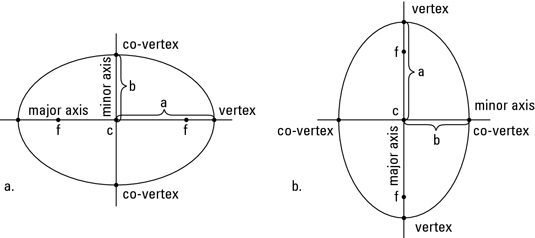 co-vertex
minor axis
b
major axis
a
vertex
f
c
f
co-vertex
a.
vertex
f
a
c
minor axis
co-vertex
co-vertex
b
major axis
f
b.
vertex